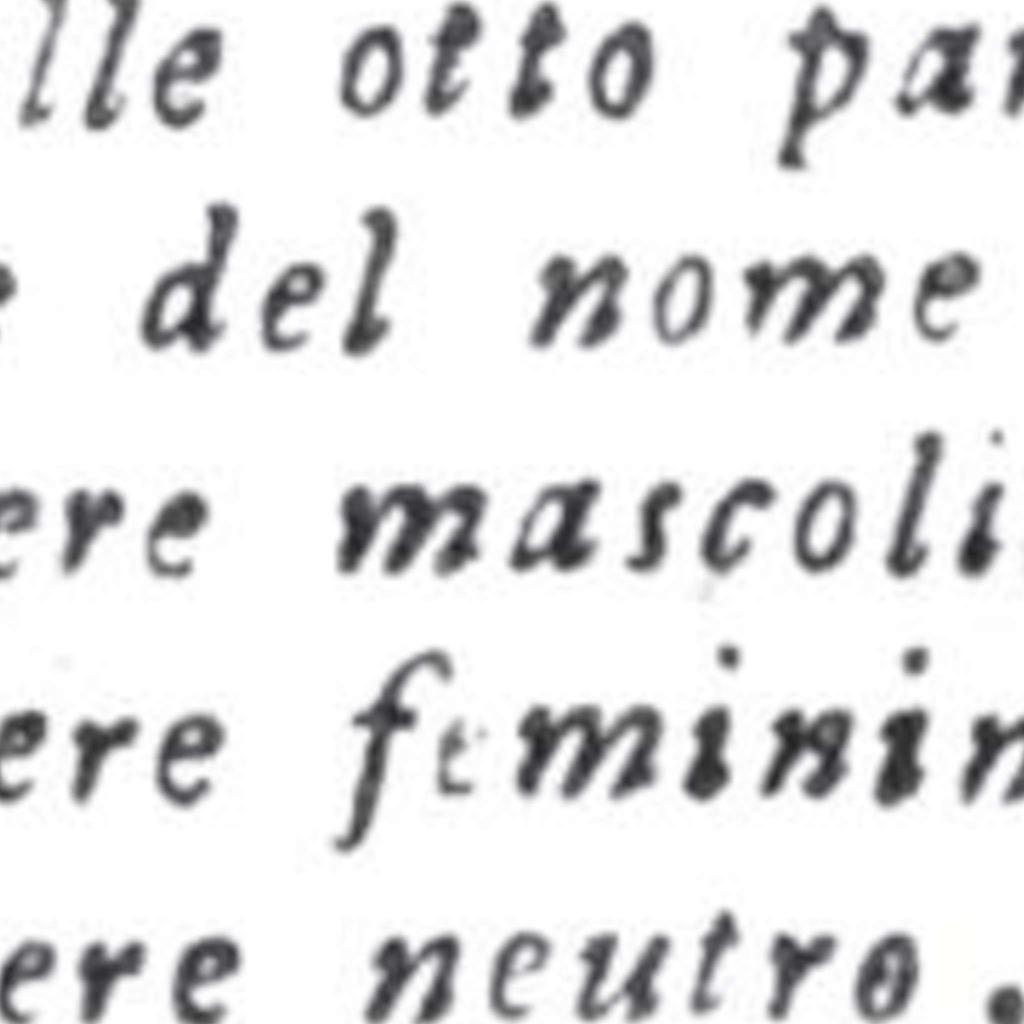 lle otto par
e del nome
ere mascoli
ere feminin
ere neutro.